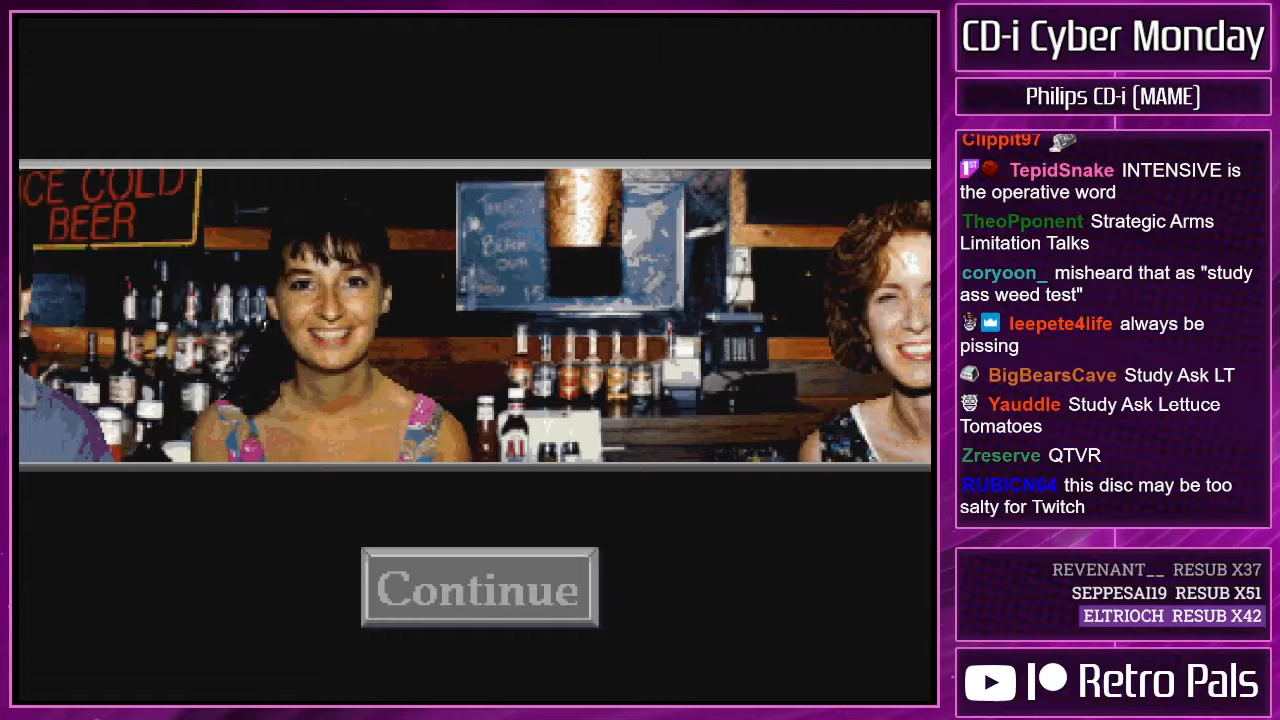 CD-i Cyber Monday
Philips CD-i [MAME]
Clippit97
TepidSnake INTENSIVE is
the operative word
TheoPponent Strategic Arms
Limitation Talks
coryoon_ misheard that as "study
ass weed test"
leepete4life always be
pissing
BigBearsCave Study Ask LT
Yauddle Study Ask Lettuce
Tomatoes
Zreserve QTVR
RUBICN64 this disc may be too
salty for Twitch
REVENANT__ RESUB X37
SEPPESAI19 RESUB X51
ELTRIOCH RESUB X42
Retro Pals
ICE COLD
BEER
Continue